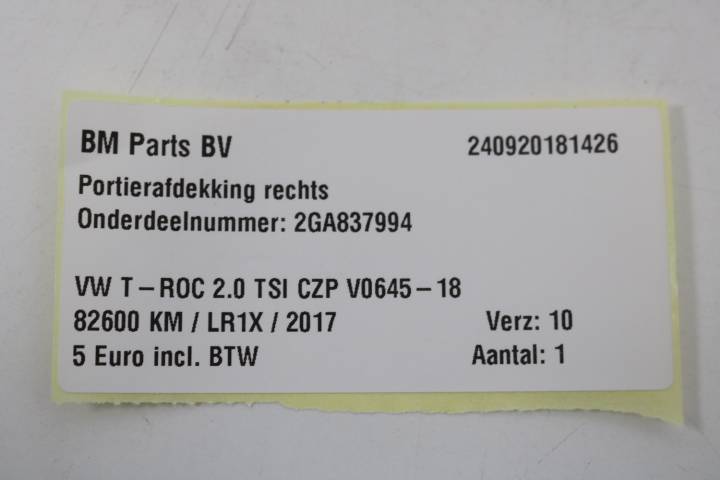 BM Parts BV 240920181426
Portierafdekking rechts
Onderdeelnummer: 2GA837994
VW T-ROC 2.0 TSI CZP V0645-18
82600 KM / LR1X / 2017 Verz: 10
5 Euro incl. BTW Aantal: 1